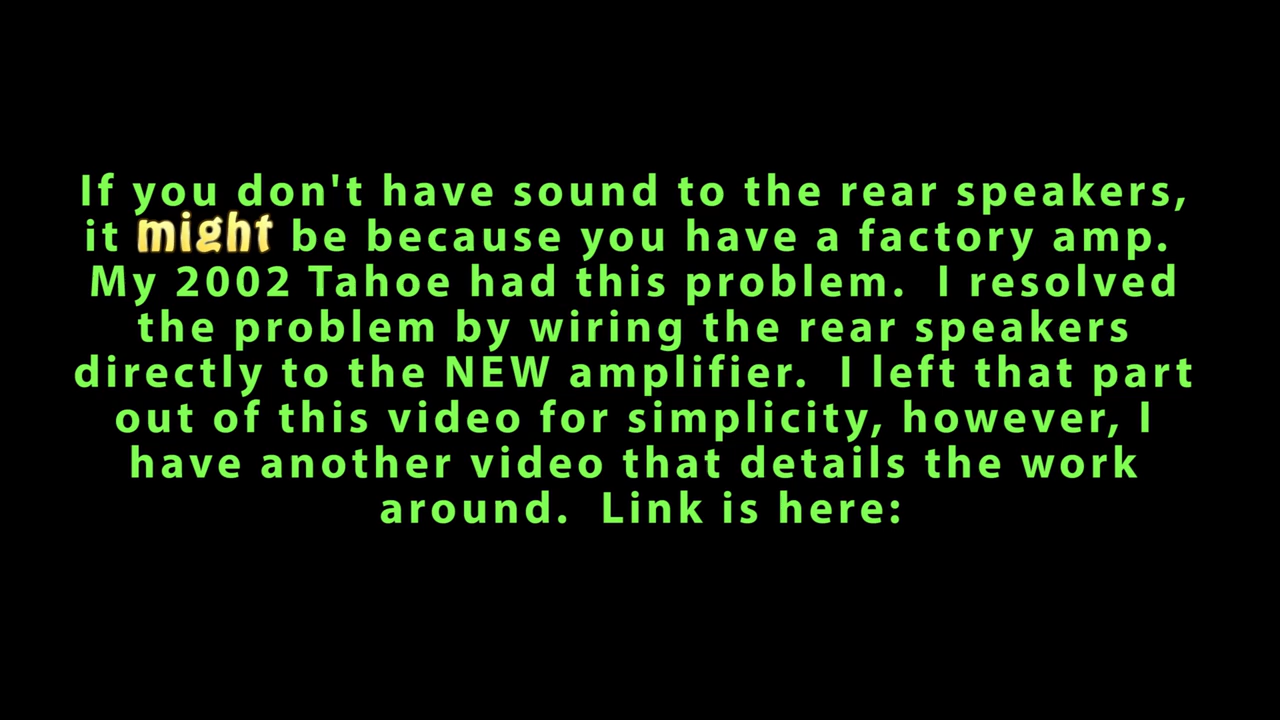 If you don't have sound to the rear speakers,
it might be because you have a factory amp.
My 2002 Tahoe had this problem.  I resolved
the problem by wiring the rear speakers
directly to the NEW amplifier.  I left that part
out of this video for simplicity, however, I
have another video that details the work
around.  Link is here: